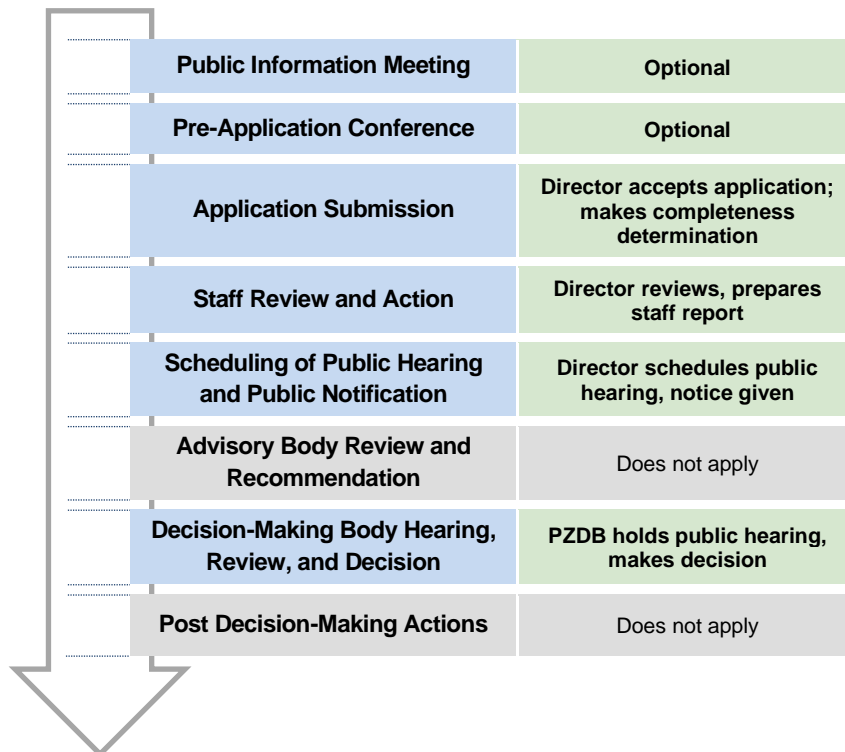 Public Information Meeting
Optional
Pre-Application Conference
Optional
Application Submission
Director accepts application;
makes completeness
determination
Staff Review and Action
Director reviews, prepares
staff report
Scheduling of Public Hearing
and Public Notification
Director schedules public
hearing, notice given
Advisory Body Review and
Recommendation
Does not apply
Decision-Making Body Hearing,
Review, and Decision
PZDB holds public hearing,
makes decision
Post Decision-Making Actions
Does not apply